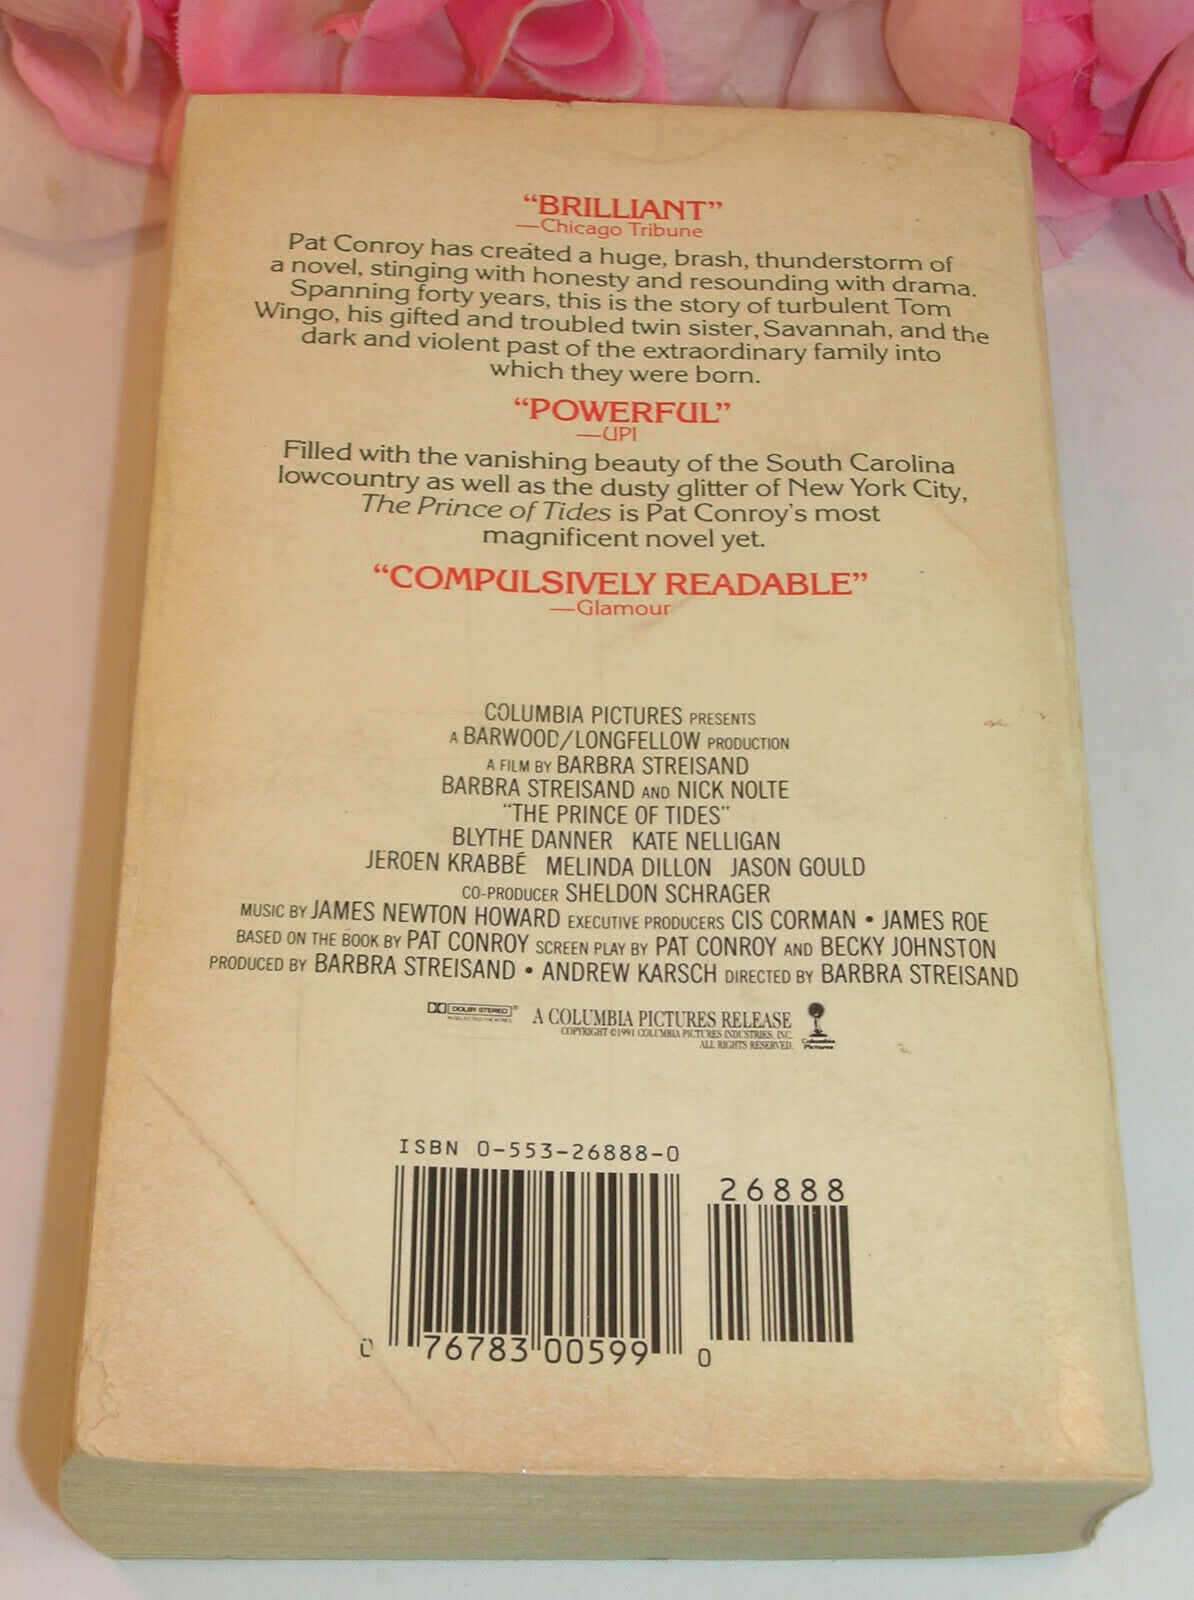 “BRILLIANT”
—Chicago Tribune
Pat Conroy has created a huge, brash, thunderstorm of
a novel, stinging with honesty and resounding with drama.
Spanning forty years, this is the story of turbulent Tom
Wingo, his gifted and troubled twin sister, Savannah, and the
dark and violent past of the extraordinary family into
which they were born.
“POWERFUL”
—UPI
Filled with the vanishing beauty of the South Carolina
lowcountry as well as the dusty glitter of New York City,
The Prince of Tides is Pat Conroy's most
magnificent novel yet.
“COMPULSIVELY READABLE”
—Glamour
COLUMBIA PICTURES PRESENTS
A BARWOOD/LONGFELLOW PRODUCTION
A FILM BY BARBRA STREISAND
BARBRA STREISAND AND NICK NOLTE
"THE PRINCE OF TIDES"
BLYTHE DANNER KATE NELLIGAN
JEROEN KRABBÉ MELINDA DILLON JASON GOULD
CO-PRODUCER SHELDON SCHRAGER
MUSIC BY JAMES NEWTON HOWARD EXECUTIVE PRODUCERS CIS CORMAN • JAMES ROE
BASED ON THE BOOK BY PAT CONROY SCREEN PLAY BY PAT CONROY AND BECKY JOHNSTON
PRODUCED BY BARBRA STREISAND • ANDREW KARSCH DIRECTED BY BARBRA STREISAND
DOLBY STEREO®
IN SELECTED THEATRES
A COLUMBIA PICTURES RELEASE
COPYRIGHT ©1991 COLUMBIA PICTURES INDUSTRIES, INC.
ALL RIGHTS RESERVED.
Columbia
Pictures
ISBN 0-553-26888-0
26888
0 76783 00599 0